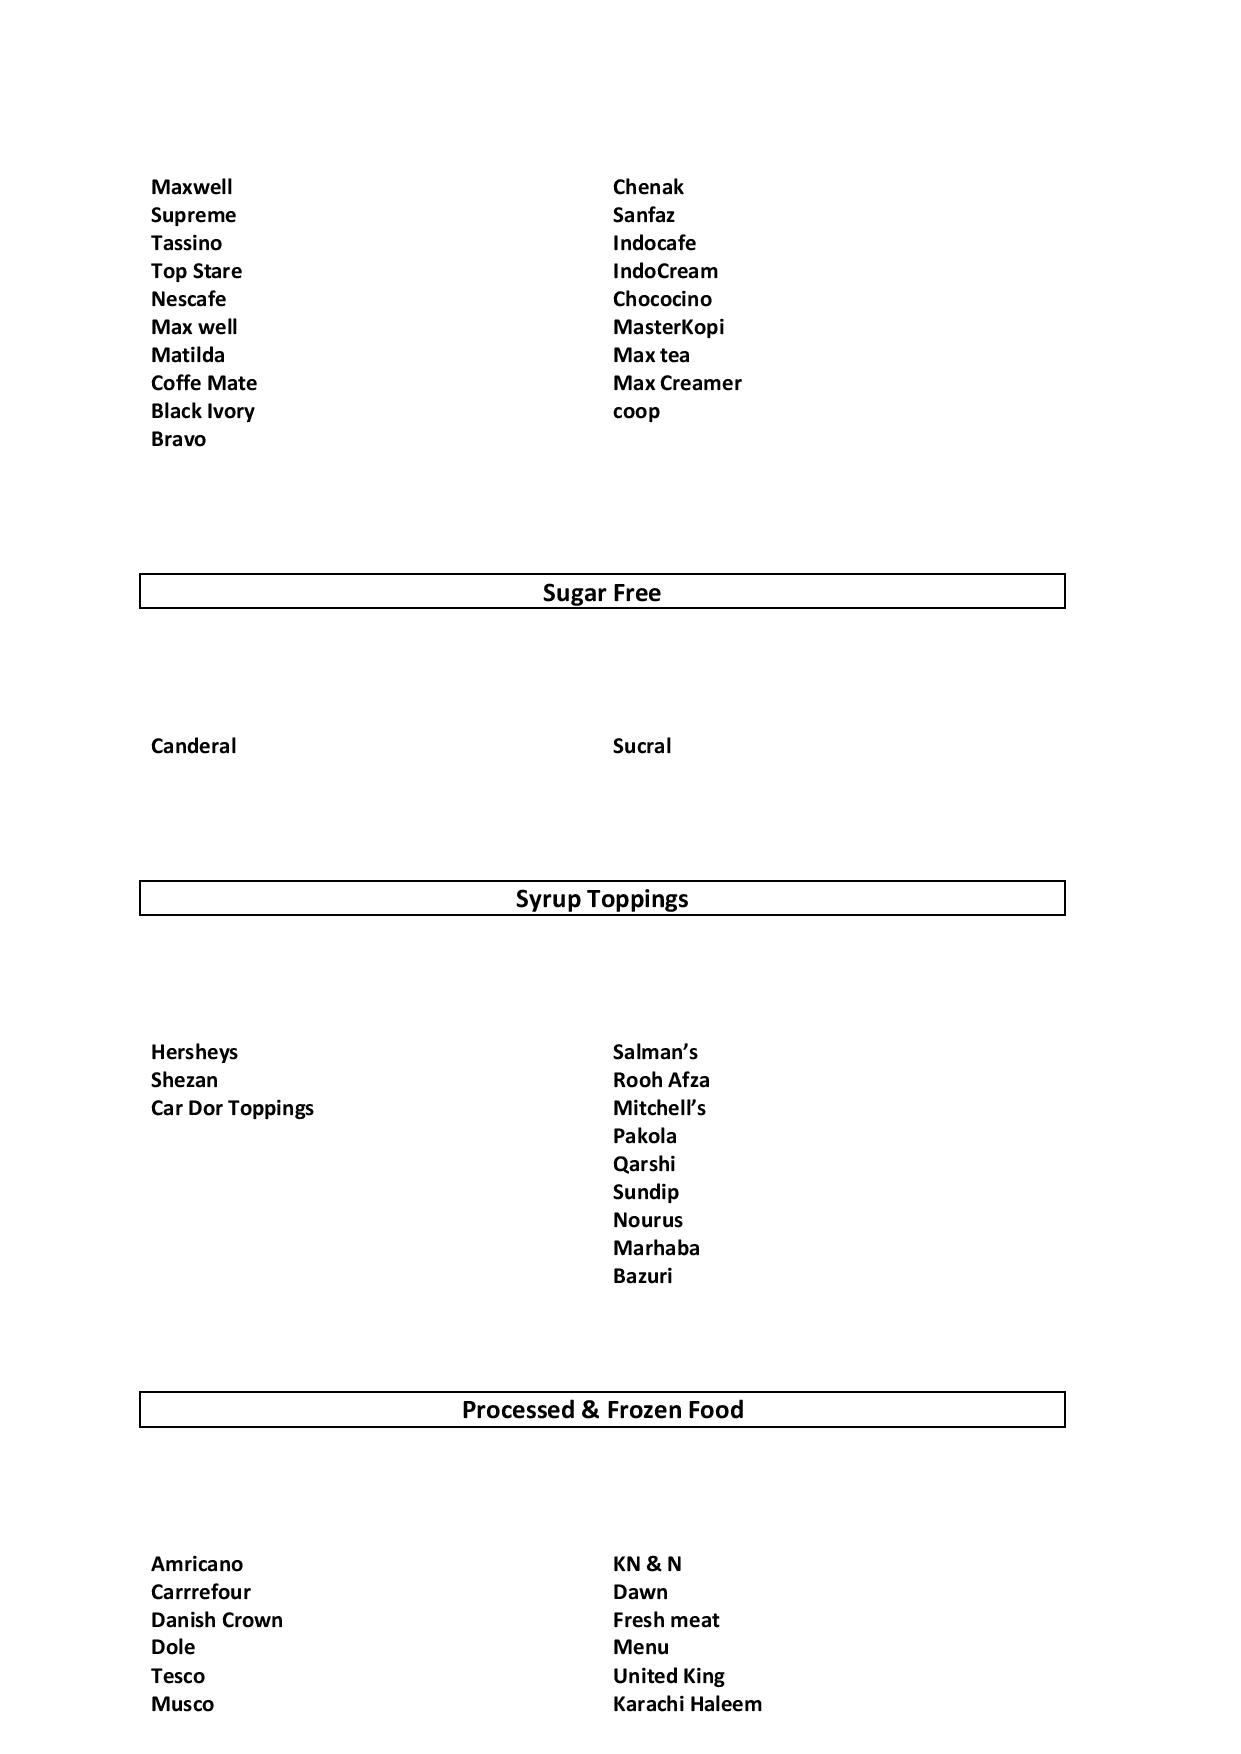 Maxwell
Supreme
Tassino
Top Stare
Nescafe
Max well
Matilda
Coffe Mate
Black Ivory
Bravo
Chenak
Sanfaz
Indocafe
IndoCream
Chococino
MasterKopi
Max tea
Max Creamer
coop
Sugar Free
Canderal
Sucral
Syrup Toppings
Hersheys
Shezan
Car Dor Toppings
Salman’s
Rooh Afza
Mitchell’s
Pakola
Qarshi
Sundip
Nourus
Marhaba
Bazuri
Processed & Frozen Food
Amricano
Carrrefour
Danish Crown
Dole
Tesco
Musco
KN & N
Dawn
Fresh meat
Menu
United King
Karachi Haleem